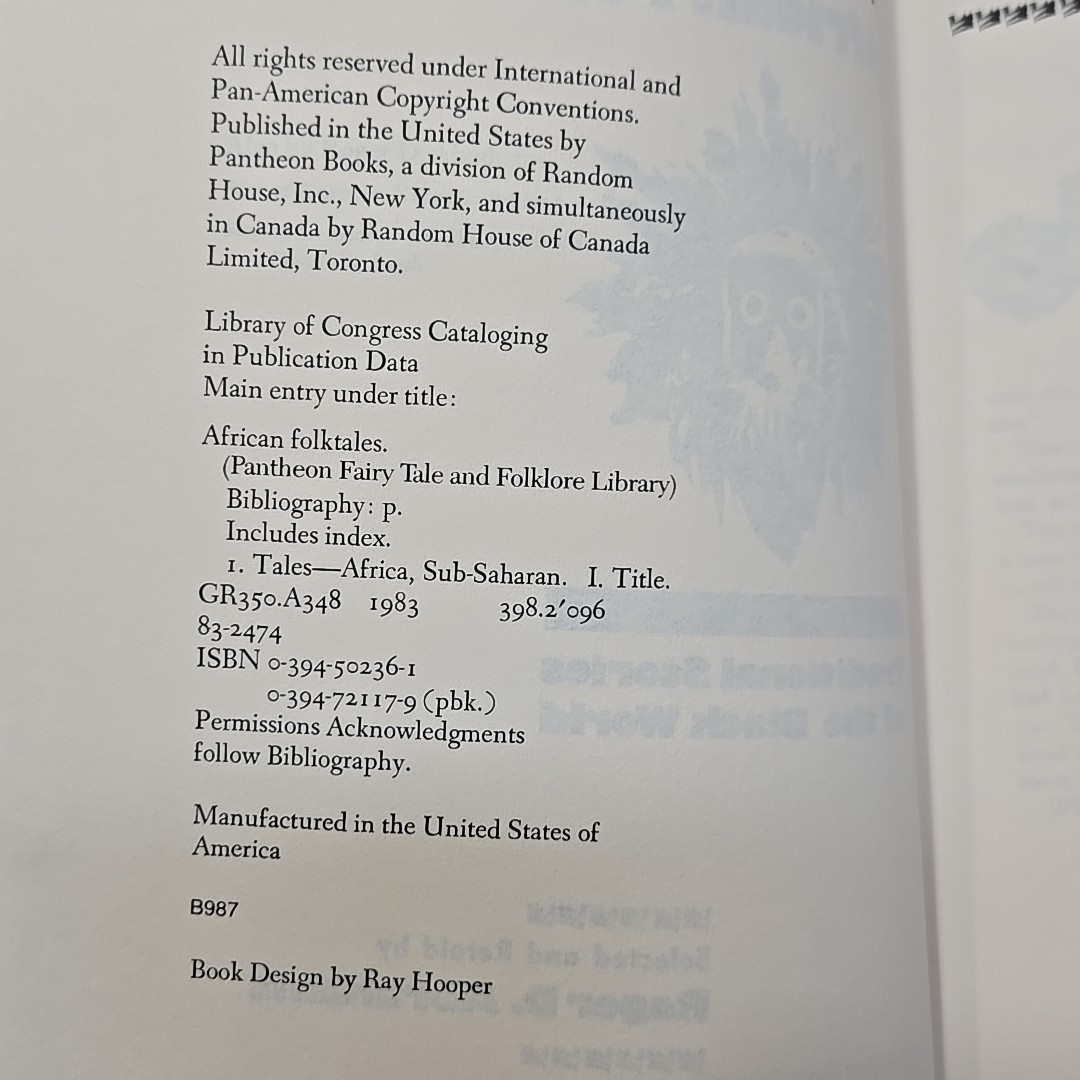 All rights reserved under International and
Pan-American Copyright Conventions.
Published in the United States by
Pantheon Books, a division of Random
House, Inc., New York, and simultaneously
in Canada by Random House of Canada
Limited, Toronto.
Library of Congress Cataloging
in Publication Data
Main entry under title:
African folktales.
(Pantheon Fairy Tale and Folklore Library)
Bibliography: p.
Includes index.
1. Tales—Africa, Sub-Saharan. I. Title.
GR350.A348 1983 398.2′096
83-2474
ISBN 0-394-50236-1
0-394-72117-9 (pbk.)
Permissions Acknowledgments
follow Bibliography.
Manufactured in the United States of
America
B987
Book Design by Ray Hooper